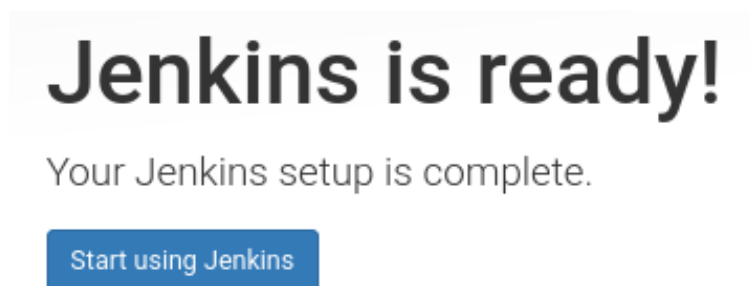 Jenkins is ready!
Your Jenkins setup is complete.
Start using Jenkins